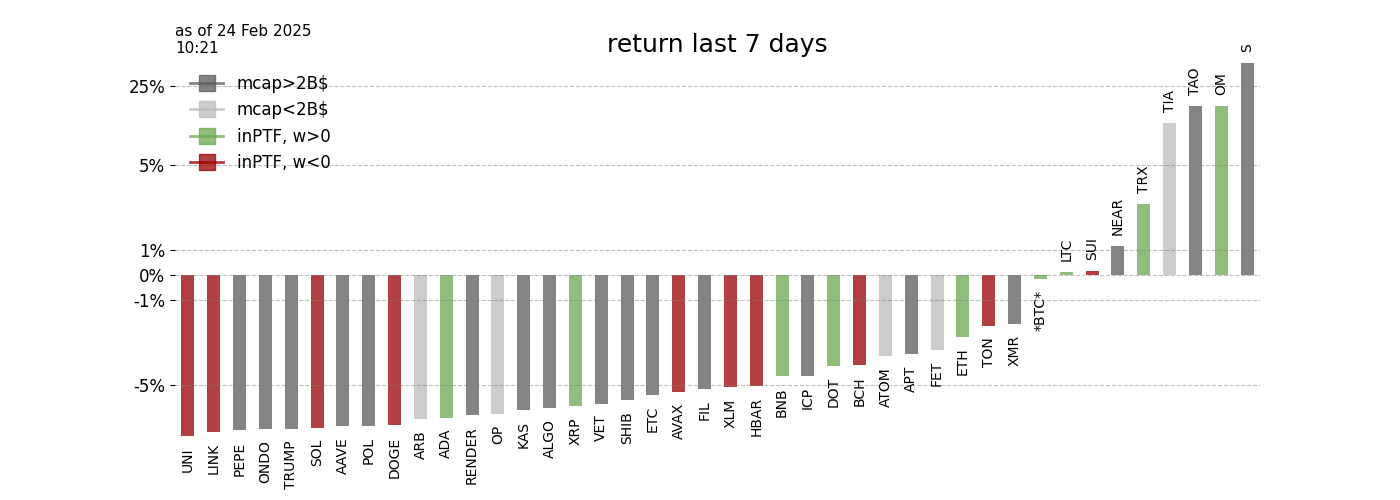 as of 24 Feb 2025
10:21
return last 7 days
mcap>2B$
mcap<2B$
inPTF, w>0
inPTF, w<0
25%
5%
1%
0%
-1%
-5%
UNI
LINK
PEPE
ONDO
TRUMP
SOL
AAVE
POL
DOGE
ARB
ADA
RENDER
OP
KAS
ALGO
XRP
VET
SHIB
ETC
AVAX
FIL
XLM
HBAR
BNB
ICP
DOT
BCH
ATOM
APT
FET
ETH
TON
XMR
*BTC*
LTC
SUI
NEAR
TRX
TIA
TAO
OM
S